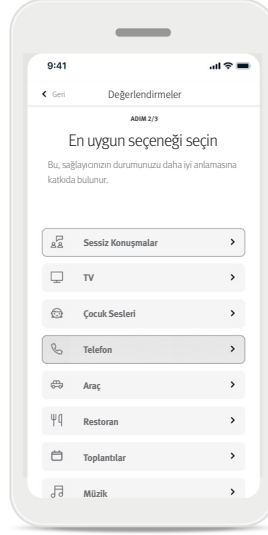 9:41
Geri
Değerlendirmeler
ADIM 2/3
En uygun seçeneği seçin
Bu, sağlayıcınızın durumunuzu daha iyi anlamasına
katkıda bulunur.
Sessiz Konuşmalar
TV
Çocuk Sesleri
Telefon
Araç
Restoran
Toplantılar
Müzik